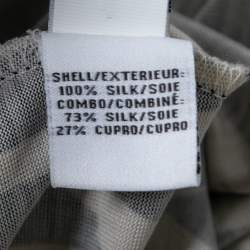 SHELL/EXTERIEUR:
100% SILK/SOIE
COMBO/COMBINÉ:
73% SILK/SOIE
27% CUPRO/CUPRO